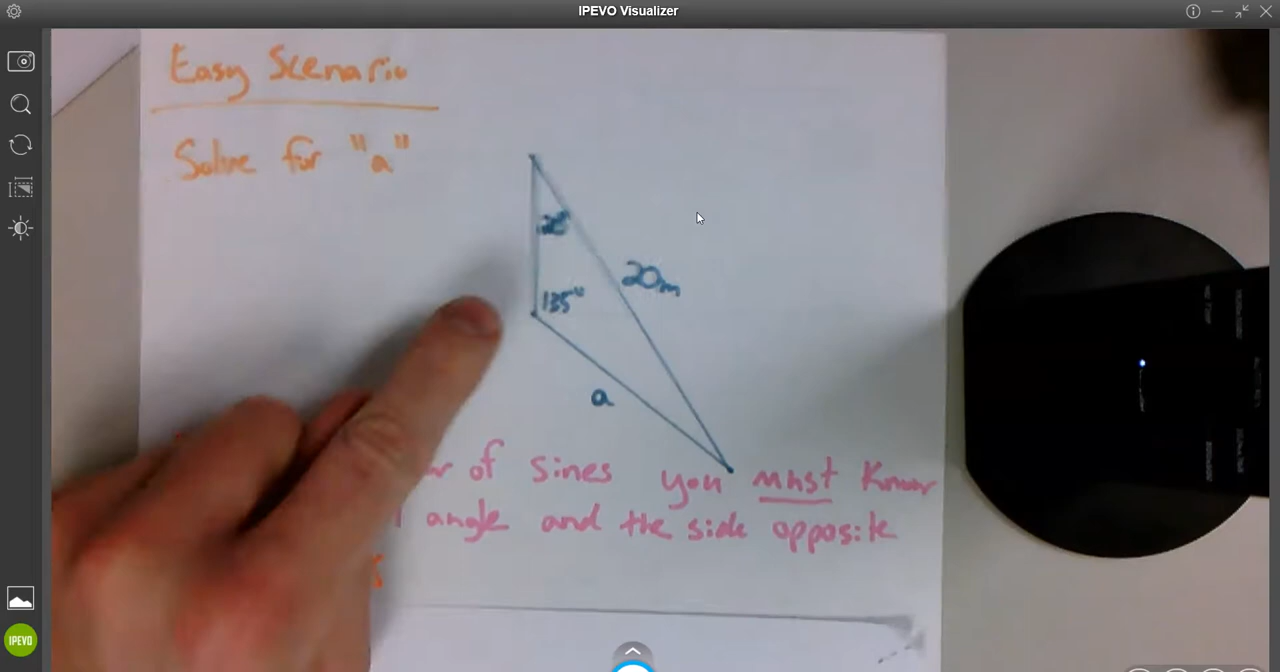 IPEVO Visualizer
Easy Scenario
Solve for "a"
135°
20m
a
of sines you must know
angle and the side opposite
IPEVO